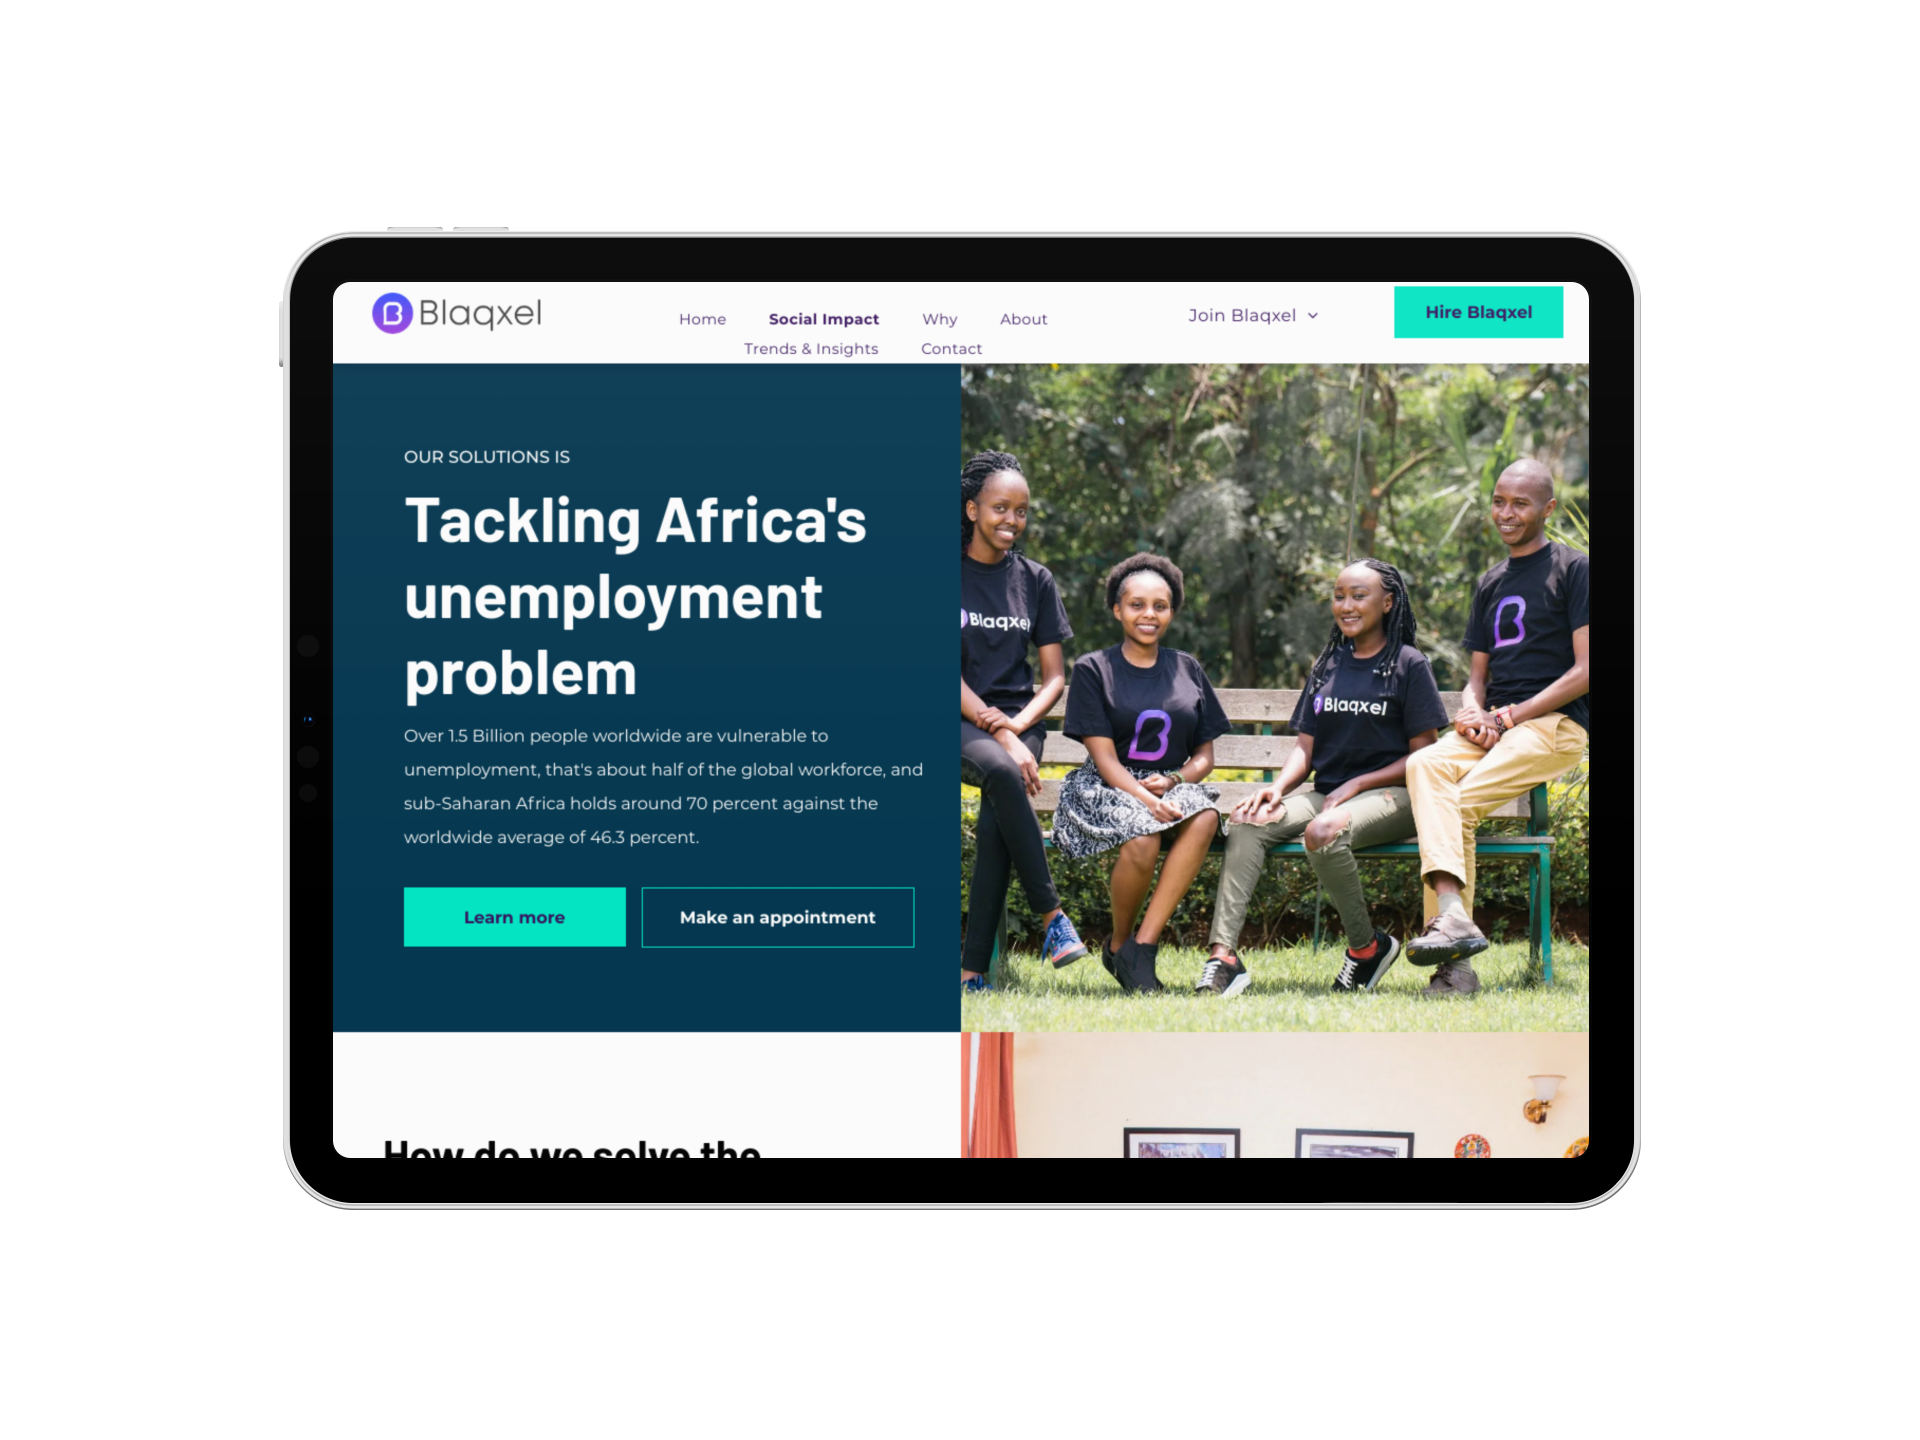 Blaqxel
Home Social Impact Why About
Trends & Insights Contact
Join Blaqxel
Hire Blaqxel
OUR SOLUTIONS IS
Tackling Africa's
unemployment
problem
Over 1.5 Billion people worldwide are vulnerable to
unemployment, that's about half of the global workforce, and
sub-Saharan Africa holds around 70 percent against the
worldwide average of 46.3 percent.
Learn more
Make an appointment
Blaqxel
Blaqxel
How do we solve the